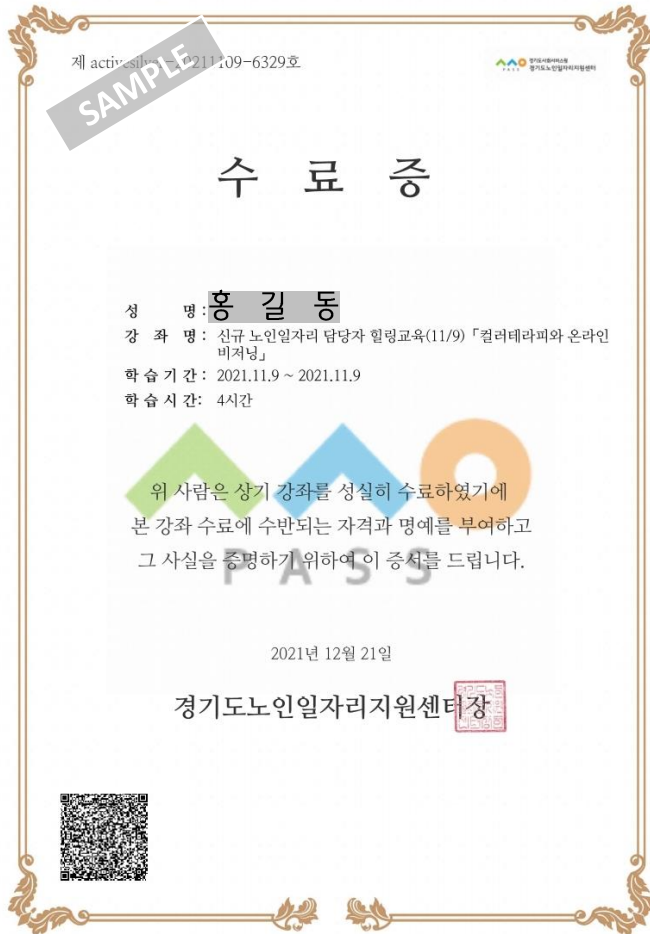 제 activesilver-20211109-6329호
SAMPLE
PASS
경기도사회서비스원
경기도노인일자리지원센터
수 료 증
성 명 : 홍 길 동
강 좌 명 : 신규 노인일자리 담당자 힐링교육(11/9)「컬러테라피와 온라인
비저닝」
학 습 기 간 : 2021.11.9 ~ 2021.11.9
학 습 시 간: 4시간
위 사람은 상기 강좌를 성실히 수료하였기에
본 강좌 수료에 수반되는 자격과 명예를 부여하고
그 사실을 증명하기 위하여 이 증서를 드립니다.
PASS
2021년 12월 21일
경기도노인일자리지원센터장